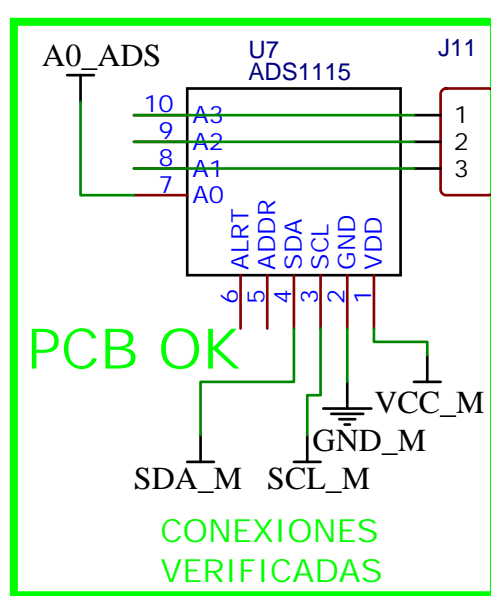 A0_ADS
U7
ADS1115
J11
10 A3 1
9 A2 2
8 A1 3
7 A0
ALRT ADDR SDA SCL GND VDD
6 5 4 3 2 1
PCB OK
VCC_M
GND_M
SDA_M SCL_M
CONEXIONES
VERIFICADAS